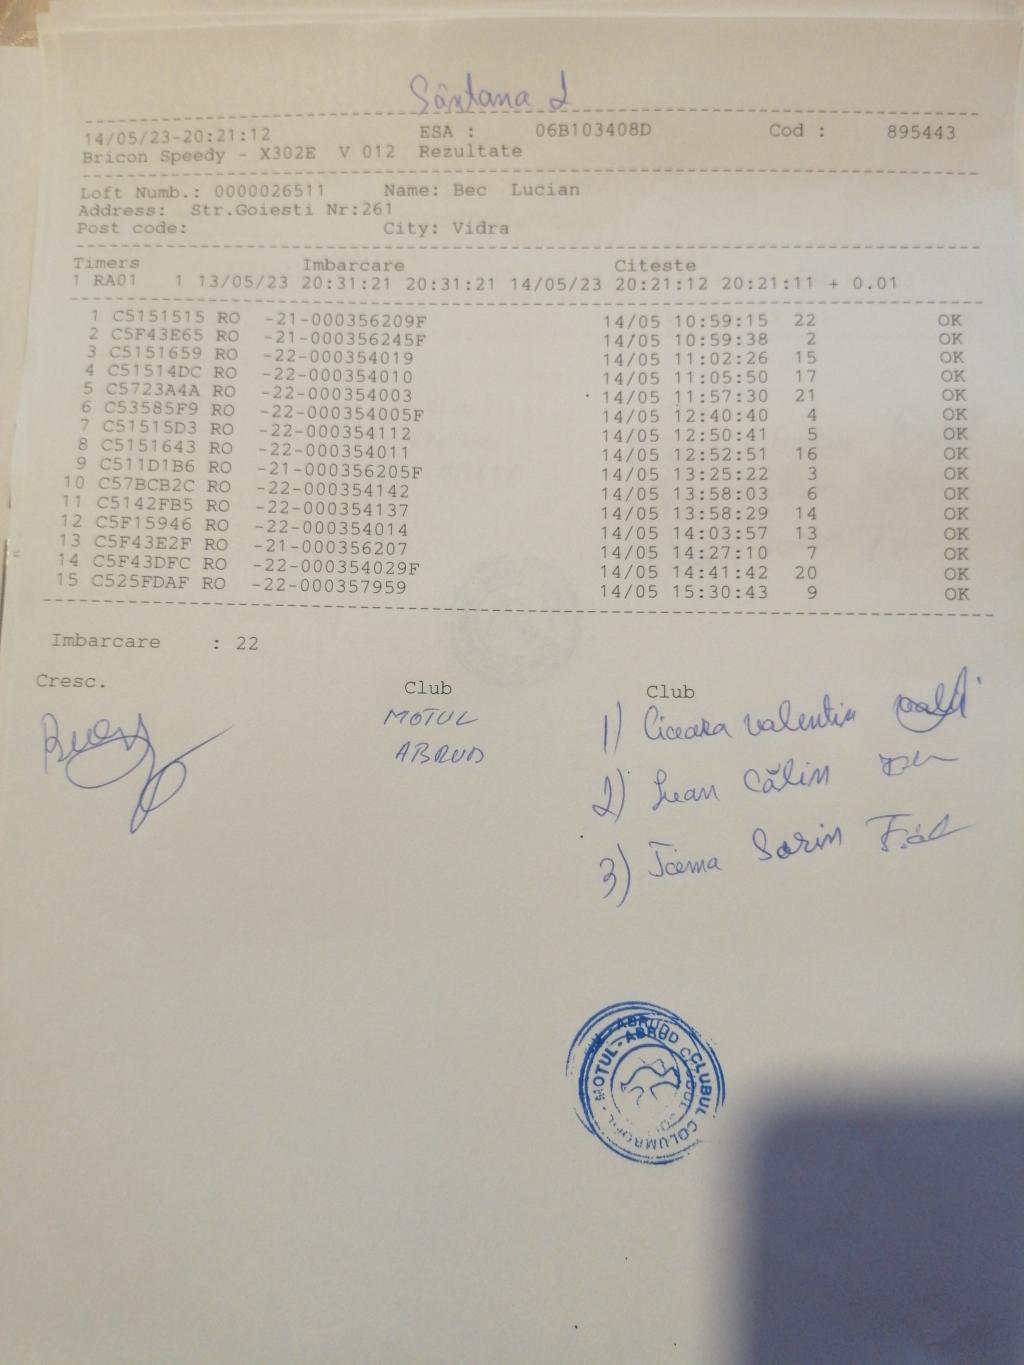 Sântana 2
14/05/23-20:21:12 ESA : 06B103408D Cod : 895443
Bricon Speedy - X302E V 012 Rezultate
Loft Numb.: 0000026511 Name: Bec Lucian
Address: Str.Goiesti Nr:261
Post code: City: Vidra
Timers Imbarcare Citeste
1 RA01 1 13/05/23 20:31:21 20:31:21 14/05/23 20:21:12 20:21:11 + 0.01
1 C5151515 RO -21-000356209F 14/05 10:59:15 22 OK
2 C5F43E65 RO -21-000356245F 14/05 10:59:38 2 OK
3 C5151659 RO -22-000354019 14/05 11:02:26 15 OK
4 C51514DC RO -22-000354010 14/05 11:05:50 17 OK
5 C5723A4A RO -22-000354003 14/05 11:57:30 21 OK
6 C53585F9 RO -22-000354005F 14/05 12:40:40 4 OK
7 C51515D3 RO -22-000354112 14/05 12:50:41 5 OK
8 C5151643 RO -22-000354011 14/05 12:52:51 16 OK
9 C511D1B6 RO -21-000356205F 14/05 13:25:22 3 OK
10 C57BCB2C RO -22-000354142 14/05 13:58:03 6 OK
11 C5142FB5 RO -22-000354137 14/05 13:58:29 14 OK
12 C5F15946 RO -22-000354014 14/05 14:03:57 13 OK
13 C5F43E2F RO -21-000356207 14/05 14:27:10 7 OK
14 C5F43DFC RO -22-000354029F 14/05 14:41:42 20 OK
15 C525FDAF RO -22-000357959 14/05 15:30:43 9 OK
Imbarcare : 22
Cresc. Club Club
MOTUL
ABRUD
1) Ciceara Valentin
2) Călin
3) Sorin
CLUBUL COLUMBOFIL - MOTUL - ABRUD